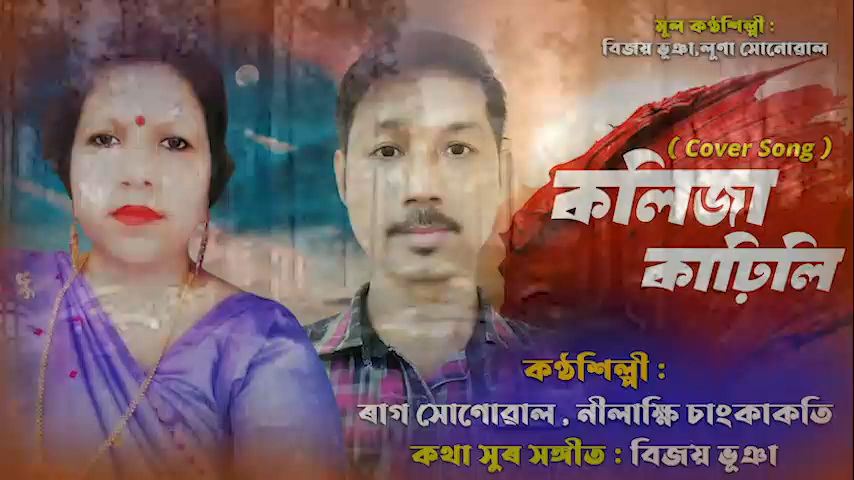 মূল কণ্ঠশিল্পী :
বিজয় ভূঞা,লুণা সোনোৱাল
( Cover Song )
কলিজা
কাঢ়িলি
কণ্ঠশিল্পী :
ৰাগ সোণোৱাল , নীলাক্ষি চাংকাকতি
কথা সুৰ সঙ্গীত : বিজয় ভূঞা